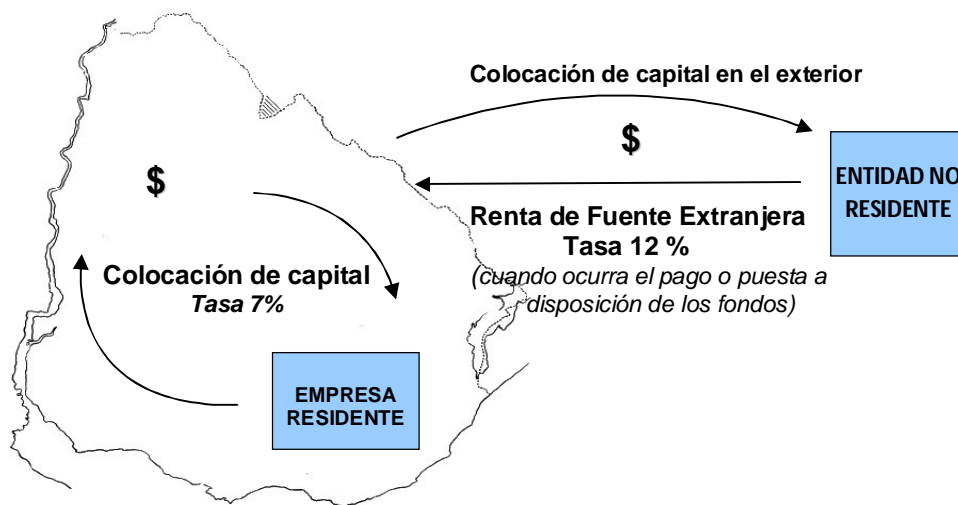 Colocación de capital en el exterior
$
ENTIDAD NO
RESIDENTE
Renta de Fuente Extranjera
Tasa 12 %
(cuando ocurra el pago o puesta a
disposición de los fondos)
$
Colocación de capital
Tasa 7%
EMPRESA
RESIDENTE